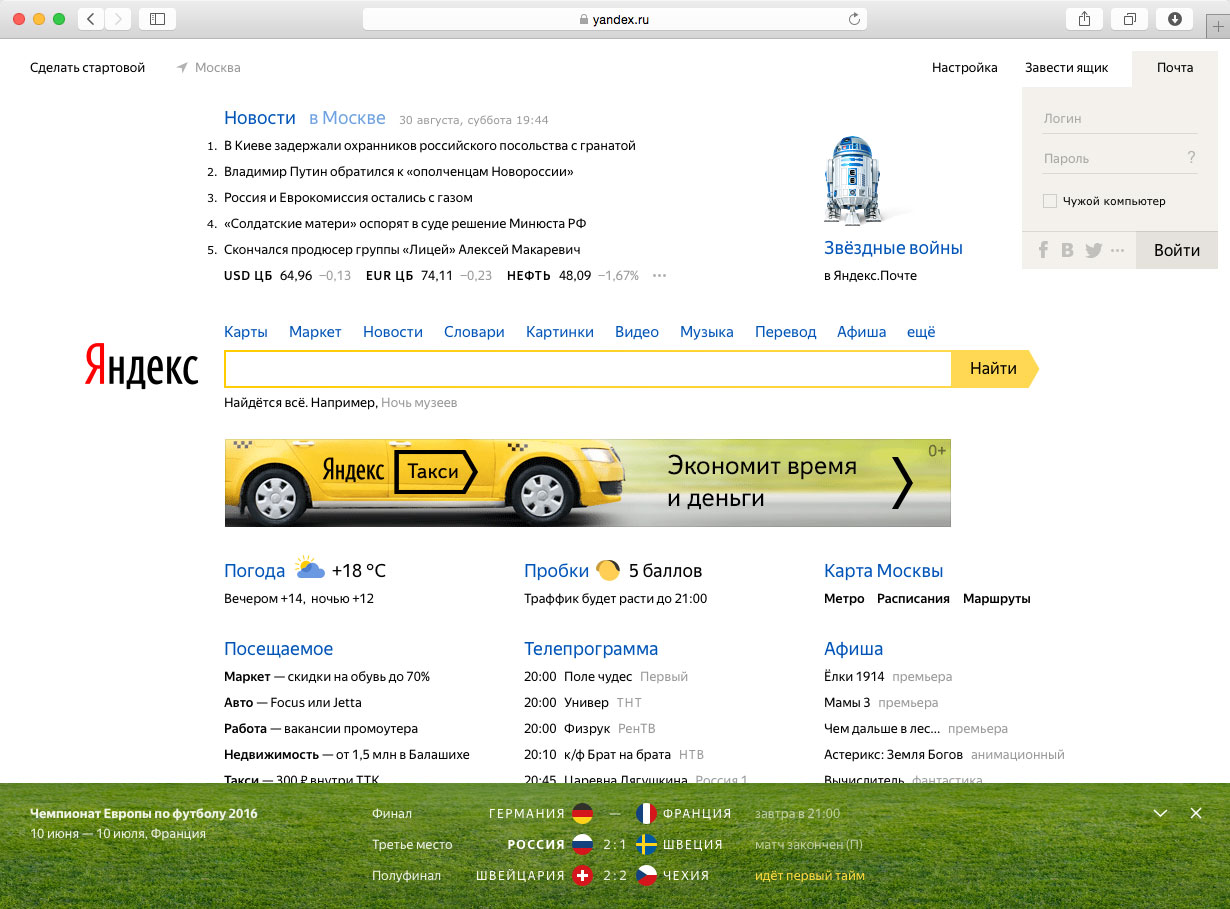 yandex.ru
Сделать стартовой Москва Настройка Завести ящик Почта
Новости в Москве 30 августа, суббота 19:44
1. В Киеве задержали охранников российского посольства с гранатой
2. Владимир Путин обратился к «ополченцам Новороссии»
3. Россия и Еврокомиссия остались с газом
4. «Солдатские матери» оспорят в суде решение Минюста РФ
5. Скончался продюсер группы «Лицей» Алексей Макаревич
USD ЦБ 64,96 −0,13 EUR ЦБ 74,11 −0,23 НЕФТЬ 48,09 −1,67% ···
Звёздные войны
в Яндекс.Почте
Логин
Пароль ?
Чужой компьютер
f B ··· Войти
Карты Маркет Новости Словари Картинки Видео Музыка Перевод Афиша ещё
Яндекс Найти
Найдётся всё. Например, Ночь музеев
Яндекс Такси
Экономит время
и деньги
0+
Погода +18 °C
Вечером +14, ночью +12
Пробки 5 баллов
Траффик будет расти до 21:00
Карта Москвы
Метро Расписания Маршруты
Посещаемое
Маркет — скидки на обувь до 70%
Авто — Focus или Jetta
Работа — вакансии промоутера
Недвижимость — от 1,5 млн в Балашихе
Такси — 300 ₽ внутри ТТК
Телепрограмма
20:00 Поле чудес Первый
20:00 Универ ТНТ
20:00 Физрук РенТВ
20:10 к/ф Брат на брата НТВ
20:45 Царевна Лягушкина Россия 1
Афиша
Ёлки 1914 премьера
Мамы 3 премьера
Чем дальше в лес... премьера
Астерикс: Земля Богов анимационный
Вычислитель фантастика
Чемпионат Европы по футболу 2016
10 июня — 10 июля, Франция
Финал ГЕРМАНИЯ — ФРАНЦИЯ завтра в 21:00
Третье место РОССИЯ 2:1 ШВЕЦИЯ матч закончен (П)
Полуфинал ШВЕЙЦАРИЯ 2:2 ЧЕХИЯ идёт первый тайм